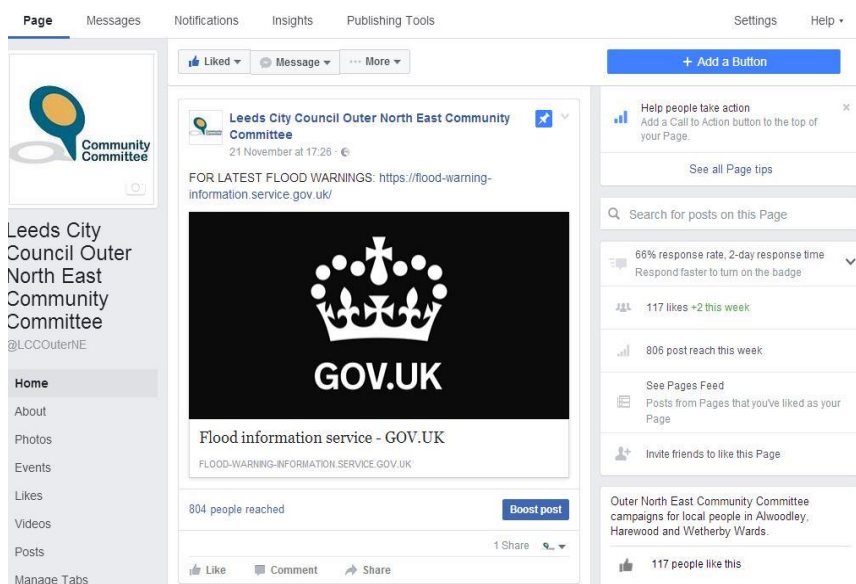 Page Messages Notifications Insights Publishing Tools Settings Help
Community
Committee
Leeds City
Council Outer
North East
Community
Committee
@LCCOuterNE
Home
About
Photos
Events
Likes
Videos
Posts
Manage Tabs
Liked Message ··· More
Leeds City Council Outer North East Community
Committee
21 November at 17:26 ·
FOR LATEST FLOOD WARNINGS: https://flood-warning-
information.service.gov.uk/
GOV.UK
Flood information service - GOV.UK
FLOOD-WARNING-INFORMATION.SERVICE.GOV.UK
804 people reached
Boost post
1 Share
Like Comment Share
+ Add a Button
Help people take action
Add a Call to Action button to the top of
your Page.
See all Page tips
Search for posts on this Page
66% response rate, 2-day response time
Respond faster to turn on the badge
117 likes +2 this week
806 post reach this week
See Pages Feed
Posts from Pages that you've liked as your
Page
Invite friends to like this Page
Outer North East Community Committee
campaigns for local people in Alwoodley,
Harewood and Wetherby Wards.
117 people like this